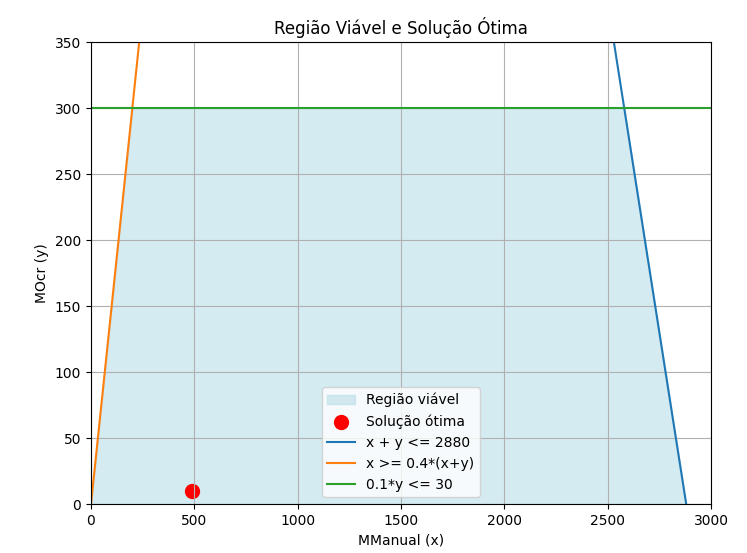 Região Viável e Solução Ótima
MOcr (y)
350
300
250
200
150
100
50
0
Região viável
Solução ótima
x + y <= 2880
x >= 0.4*(x+y)
0.1*y <= 30
0 500 1000 1500 2000 2500 3000
MManual (x)